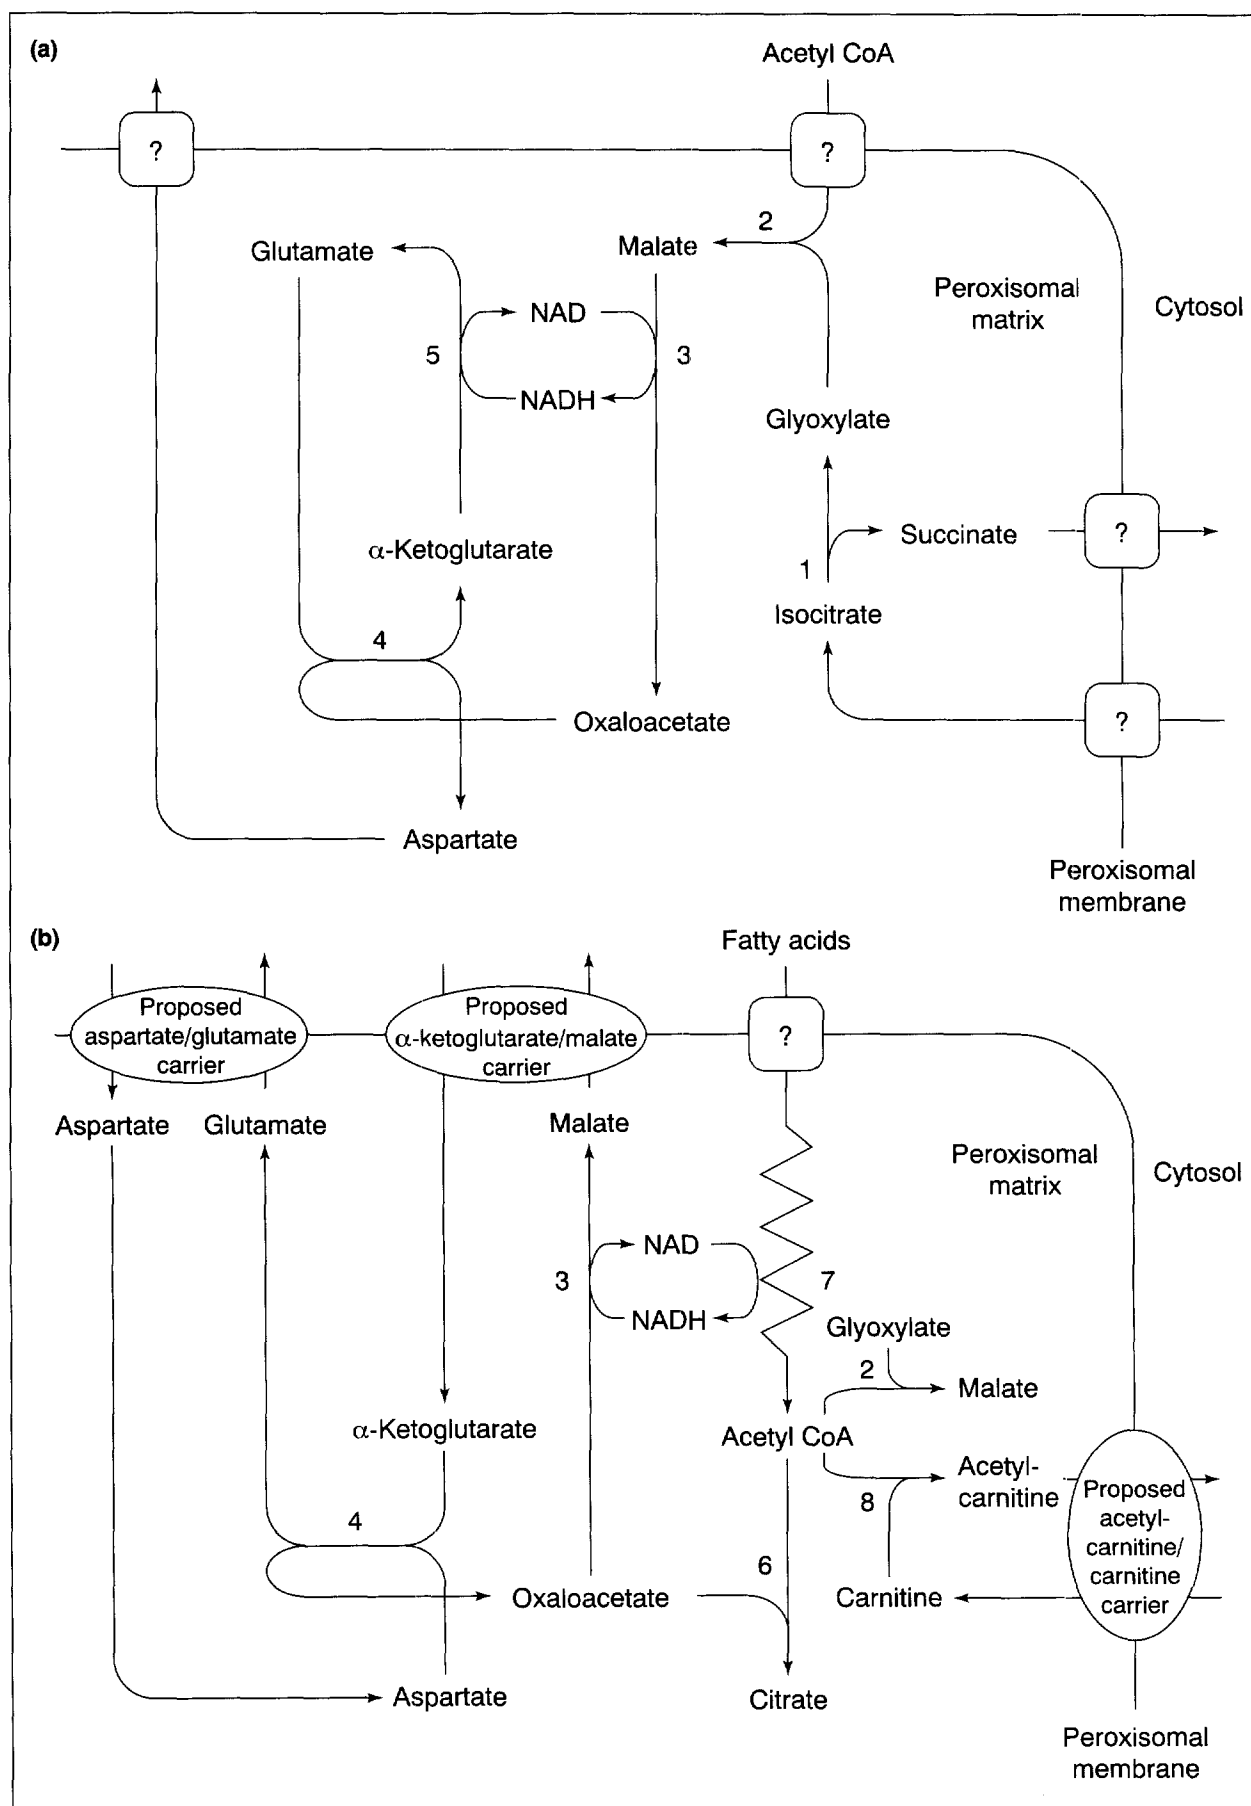 (a)
Acetyl CoA
?
?
2
Glutamate
Malate
NAD
5
3
NADH
Peroxisomal
matrix
Cytosol
Glyoxylate
α-Ketoglutarate
Succinate
?
1
Isocitrate
4
Oxaloacetate
?
Aspartate
Peroxisomal
membrane
(b)
Fatty acids
Proposed
aspartate/glutamate
carrier
Proposed
α-ketoglutarate/malate
carrier
?
Aspartate
Glutamate
Malate
Peroxisomal
matrix
Cytosol
NAD
3
7
NADH
Glyoxylate
2
Malate
α-Ketoglutarate
Acetyl CoA
Acetyl-
carnitine
8
Proposed
acetyl-
carnitine/
carnitine
carrier
4
6
Oxaloacetate
Carnitine
Aspartate
Citrate
Peroxisomal
membrane